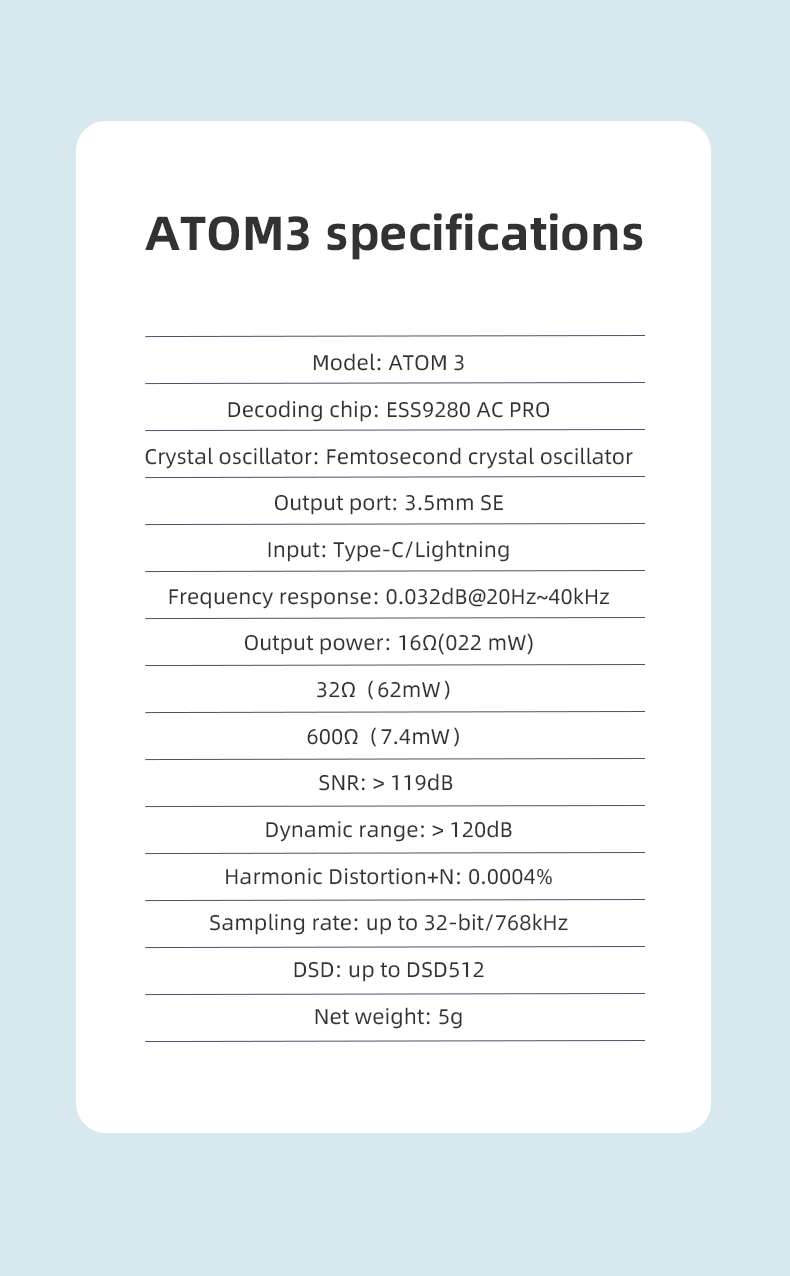 ATOM3 specifications
Model: ATOM 3
Decoding chip: ESS9280 AC PRO
Crystal oscillator: Femtosecond crystal oscillator
Output port: 3.5mm SE
Input: Type-C/Lightning
Frequency response: 0.032dB@20Hz~40kHz
Output power: 16Ω(022 mW)
32Ω（62mW）
600Ω（7.4mW）
SNR: > 119dB
Dynamic range: > 120dB
Harmonic Distortion+N: 0.0004%
Sampling rate: up to 32-bit/768kHz
DSD: up to DSD512
Net weight: 5g